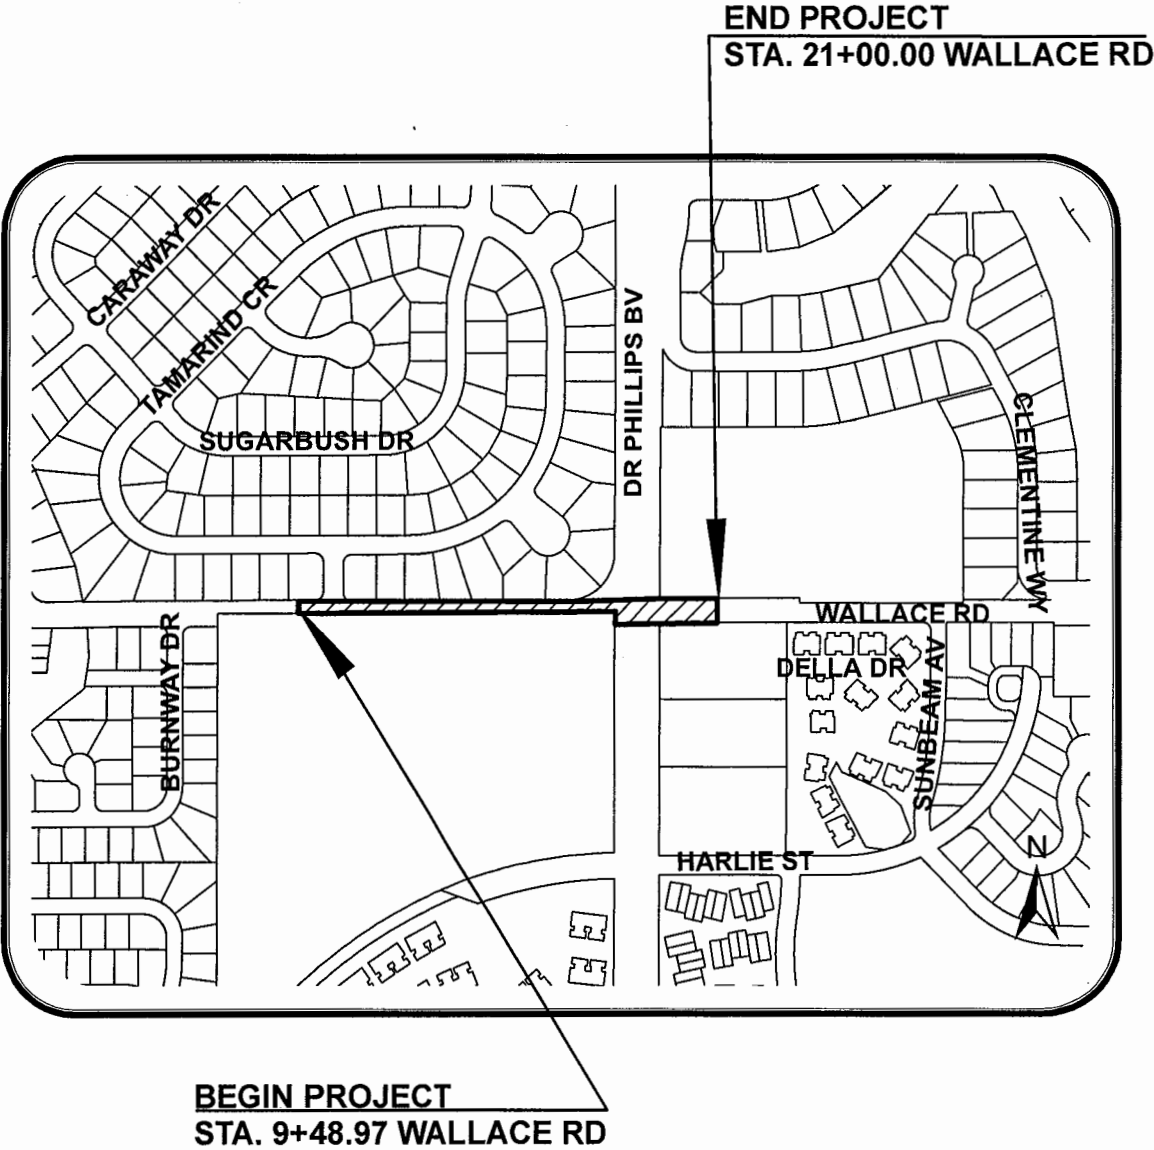 END PROJECT
STA. 21+00.00 WALLACE RD
CARAWAY DR
TAMARIND CR
SUGARBUSH DR
DR PHILLIPS BV
CLEMENTINE WY
WALLACE RD
DELLA DR
SUNBEAM AV
BURNWAY DR
HARLIE ST
N
BEGIN PROJECT
STA. 9+48.97 WALLACE RD